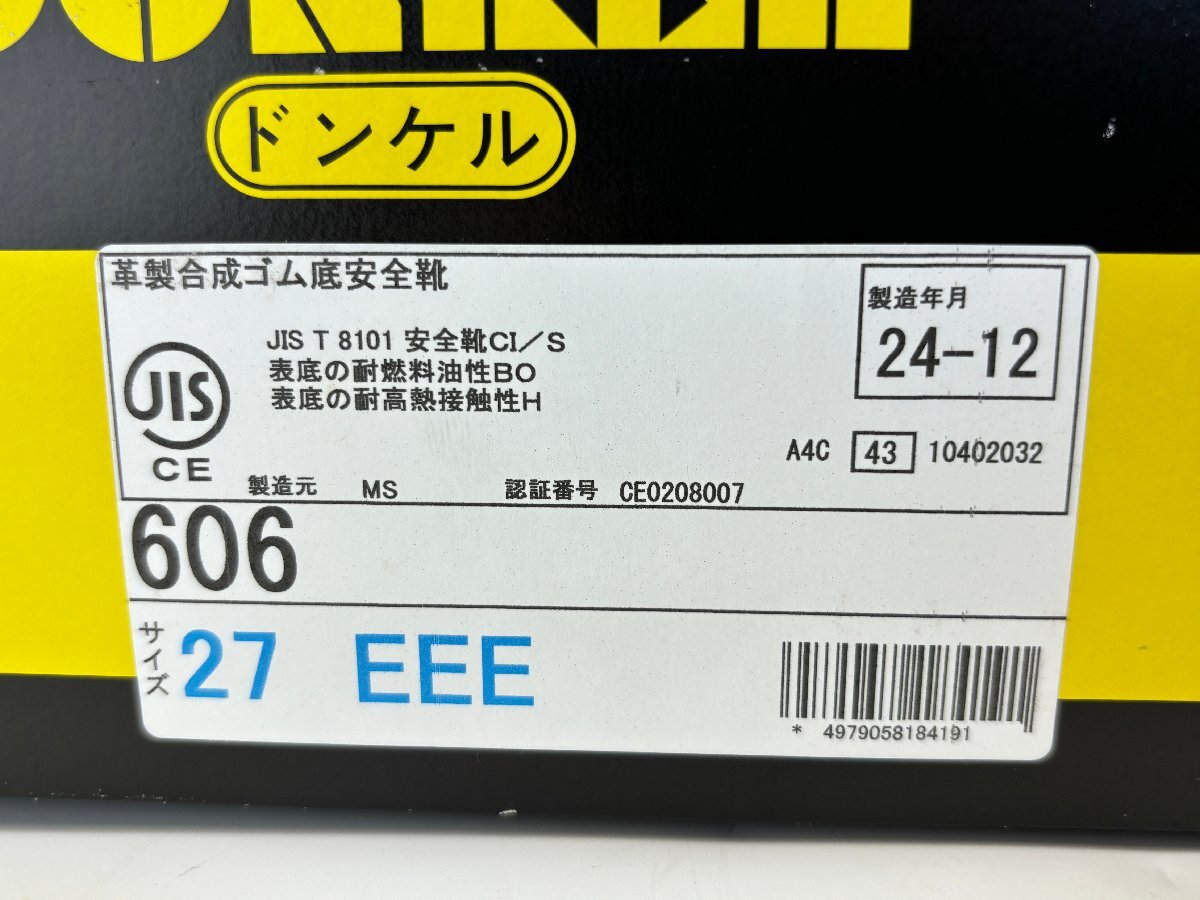 ドンケル
革製合成ゴム底安全靴
製造年月
24-12
JIS T 8101 安全靴CI/S
表底の耐燃料油性BO
表底の耐高熱接触性H
JIS
CE
A4C 43 10402032
製造元 MS 認証番号 CE0208007
606
サイズ 27 EEE
* 4979058184191